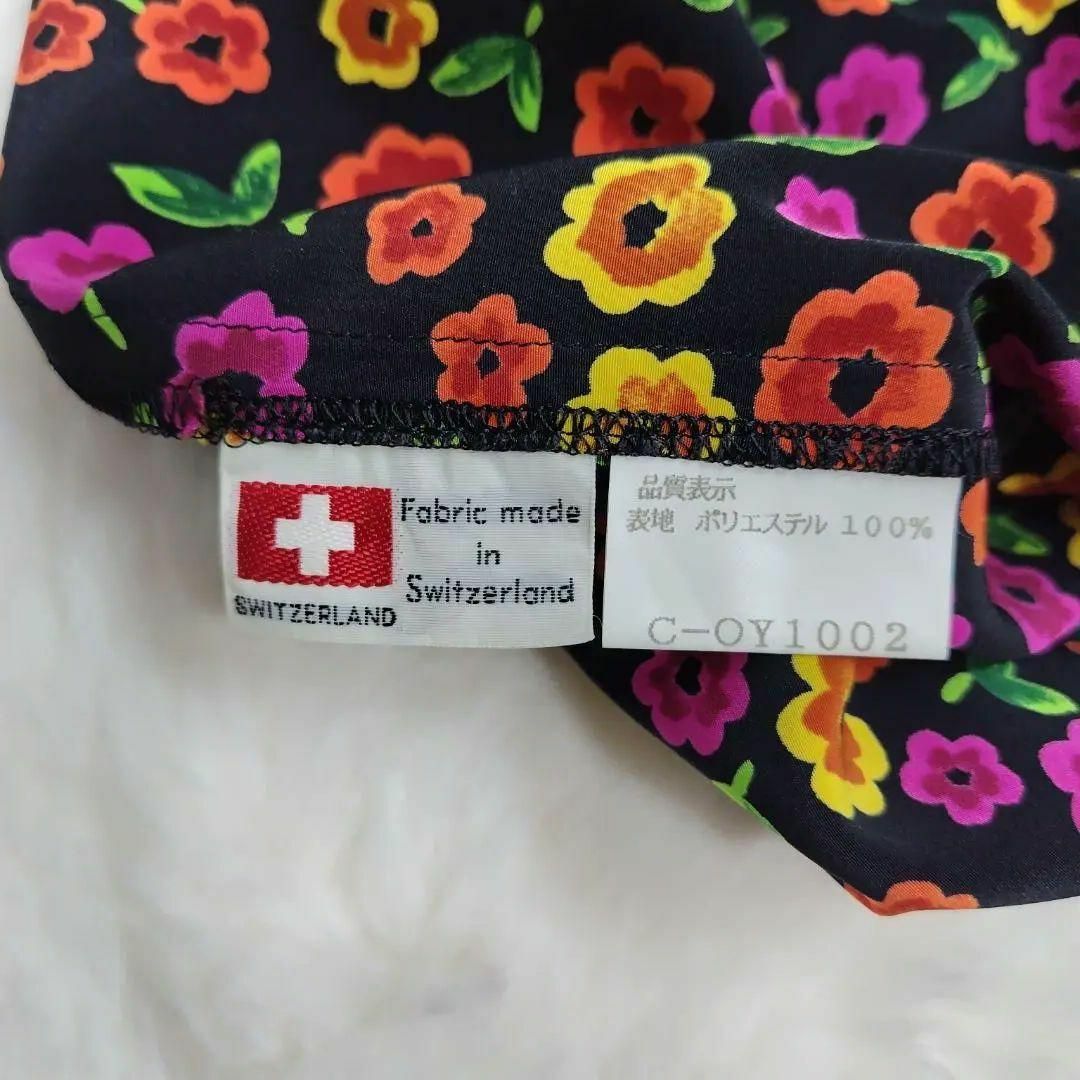 SWITZERLAND
Fabric made
in
Switzerland
品質表示
表地 ポリエステル 100%
C-OY1002